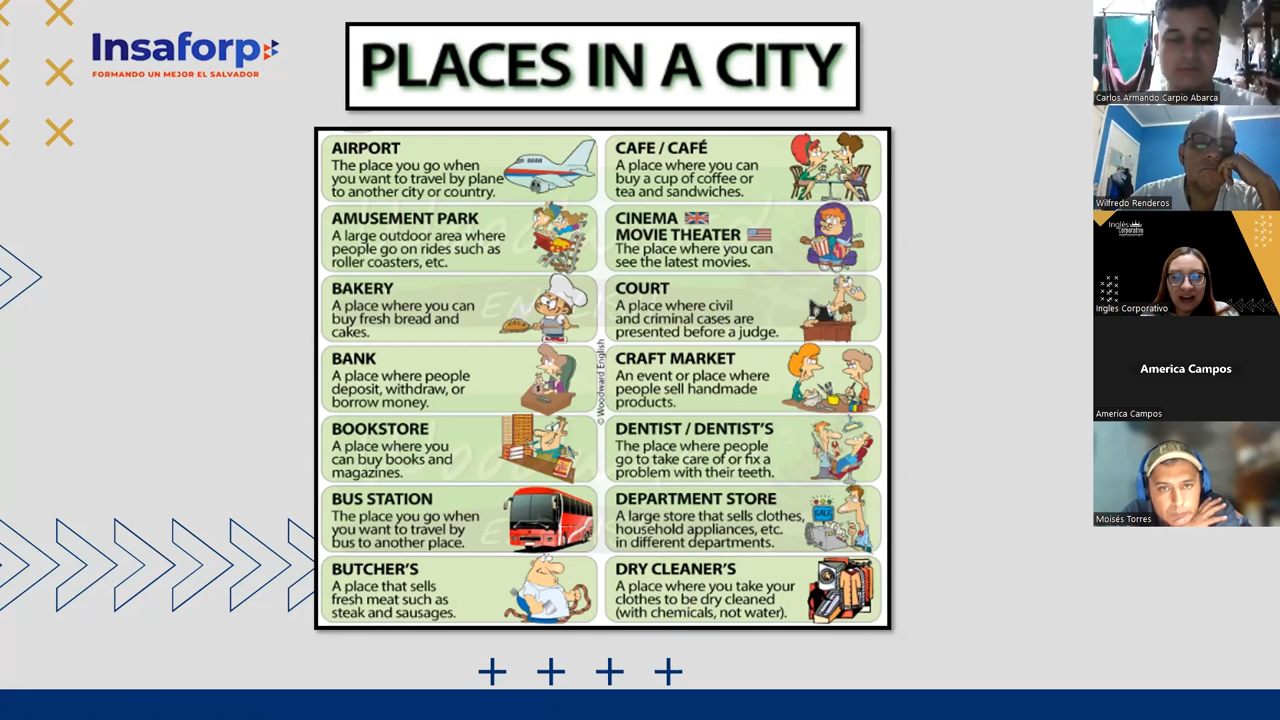 Insaforp
FORMANDO UN MEJOR EL SALVADOR
PLACES IN A CITY
AIRPORT
The place you go when
you want to travel by plane
to another city or country.
AMUSEMENT PARK
A large outdoor area where
people go on rides such as
roller coasters, etc.
BAKERY
A place where you can
buy fresh bread and
cakes.
BANK
A place where people
deposit, withdraw, or
borrow money.
BOOKSTORE
A place where you
can buy books and
magazines.
BUS STATION
The place you go when
you want to travel by
bus to another place.
BUTCHER'S
A place that sells
fresh meat such as
steak and sausages.
© Woodward English
CAFE / CAFÉ
A place where you can
buy a cup of coffee or
tea and sandwiches.
CINEMA
MOVIE THEATER
The place where you can
see the latest movies.
COURT
A place where civil
and criminal cases are
presented before a judge.
CRAFT MARKET
An event or place where
people sell handmade
products.
DENTIST / DENTIST'S
The place where people
go to take care of or fix a
problem with their teeth.
DEPARTMENT STORE
A large store that sells clothes,
household appliances, etc.
in different departments.
SALE
DRY CLEANER'S
A place where you take your
clothes to be dry cleaned
(with chemicals, not water).
Carlos Armando Carpio Abarca
Wilfredo Renderos
Inglés
Corporativo
Ingles Corporativo
America Campos
America Campos
Moisés Torres